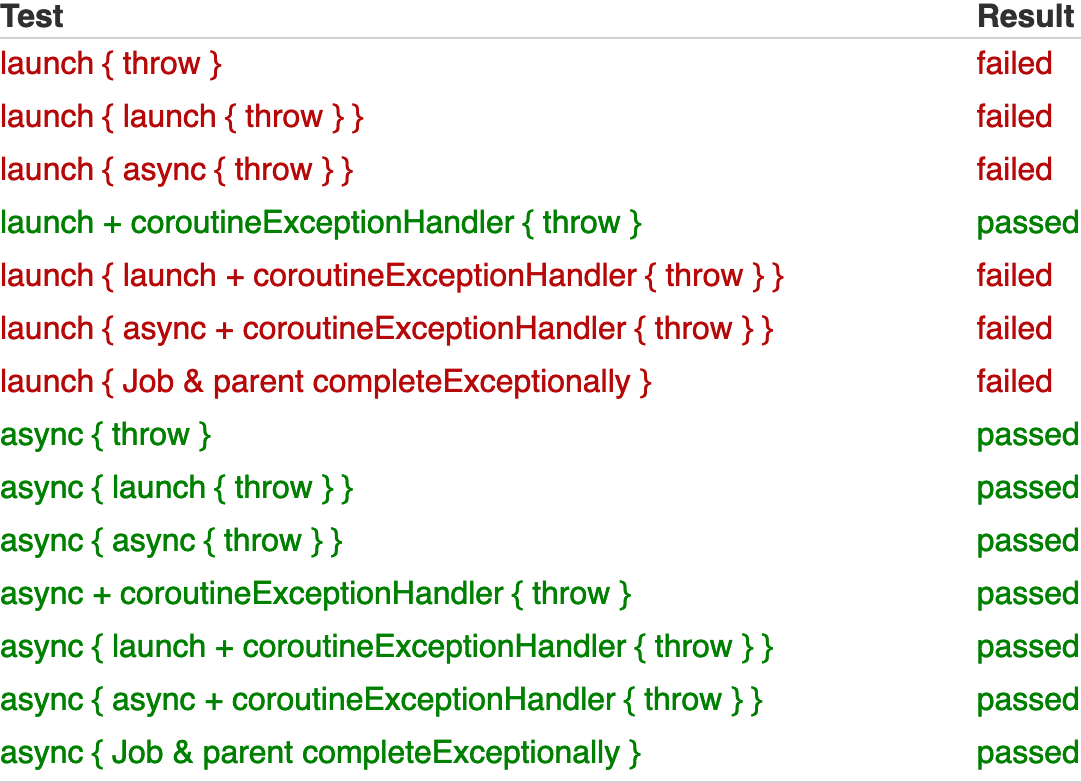 Test Result
launch { throw } failed
launch { launch { throw } } failed
launch { async { throw } } failed
launch + coroutineExceptionHandler { throw } passed
launch { launch + coroutineExceptionHandler { throw } } failed
launch { async + coroutineExceptionHandler { throw } } failed
launch { Job & parent completeExceptionally } failed
async { throw } passed
async { launch { throw } } passed
async { async { throw } } passed
async + coroutineExceptionHandler { throw } passed
async { launch + coroutineExceptionHandler { throw } } passed
async { async + coroutineExceptionHandler { throw } } passed
async { Job & parent completeExceptionally } passed